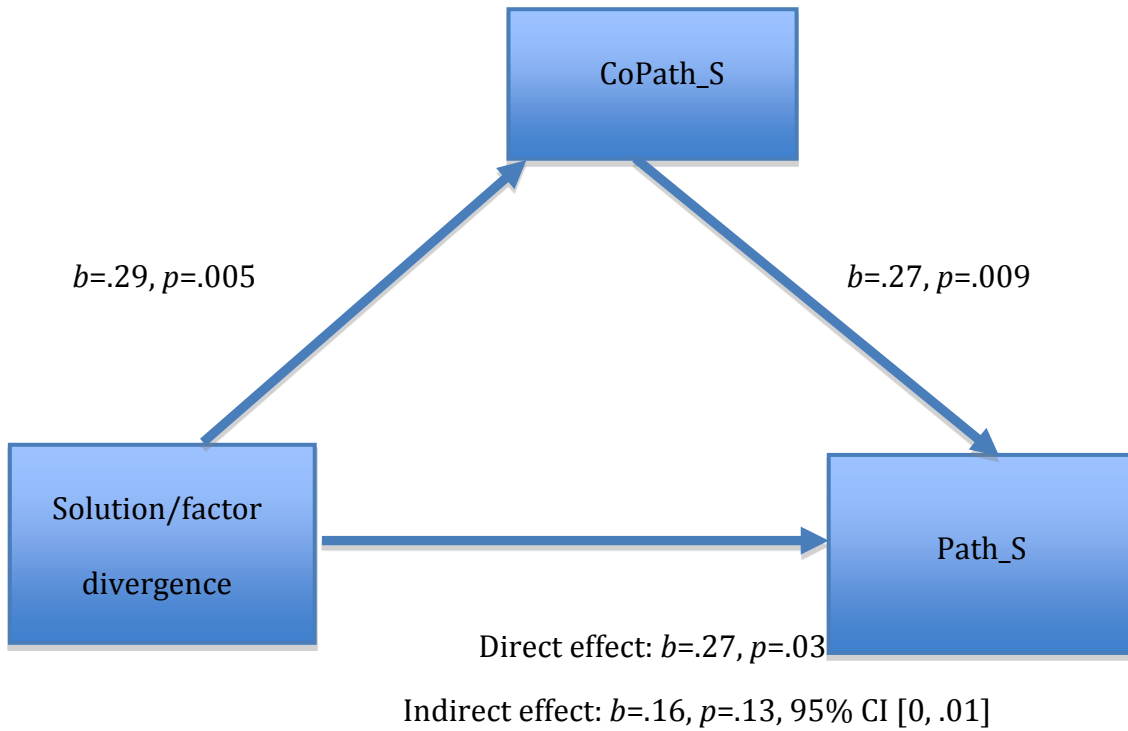 CoPath_S
b=.29, p=.005
b=.27, p=.009
Solution/factor
divergence
Path_S
Direct effect: b=.27, p=.03
Indirect effect: b=.16, p=.13, 95% CI [0, .01]